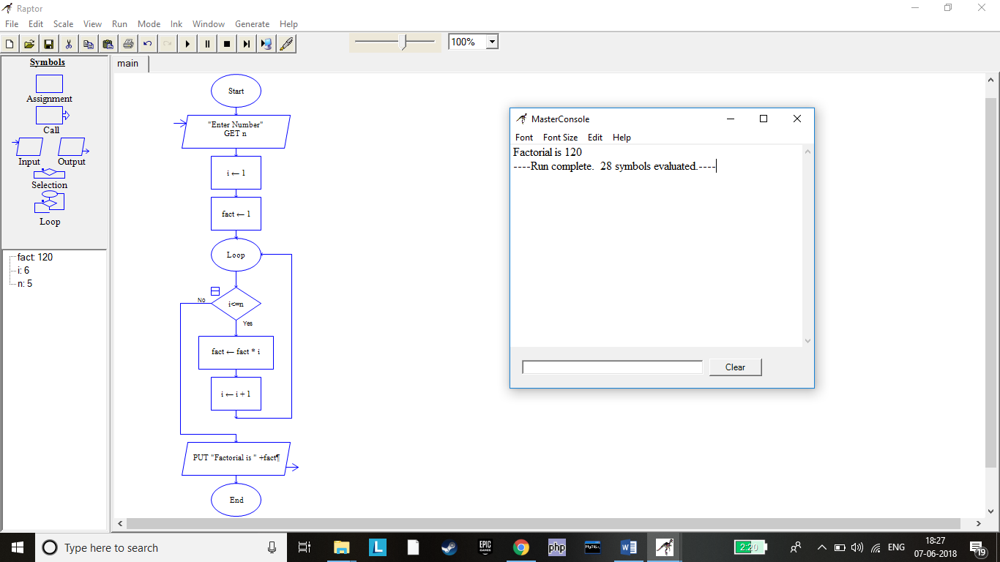 Raptor
File Edit Scale View Run Mode Ink Window Generate Help
100%
Symbols
Assignment
Call
Input Output
Selection
Loop
fact: 120
i: 6
n: 5
main
Start
"Enter Number"
GET n
i ← 1
fact ← 1
Loop
i<=n
No
Yes
fact ← fact * i
i ← i + 1
PUT "Factorial is " +fact¶
End
MasterConsole
Font Font Size Edit Help
Factorial is 120
----Run complete.  28 symbols evaluated.----
Clear
Type here to search
L
EPIC
GAMES
php
MySQL
W
2:20
ENG
18:27
07-06-2018
19